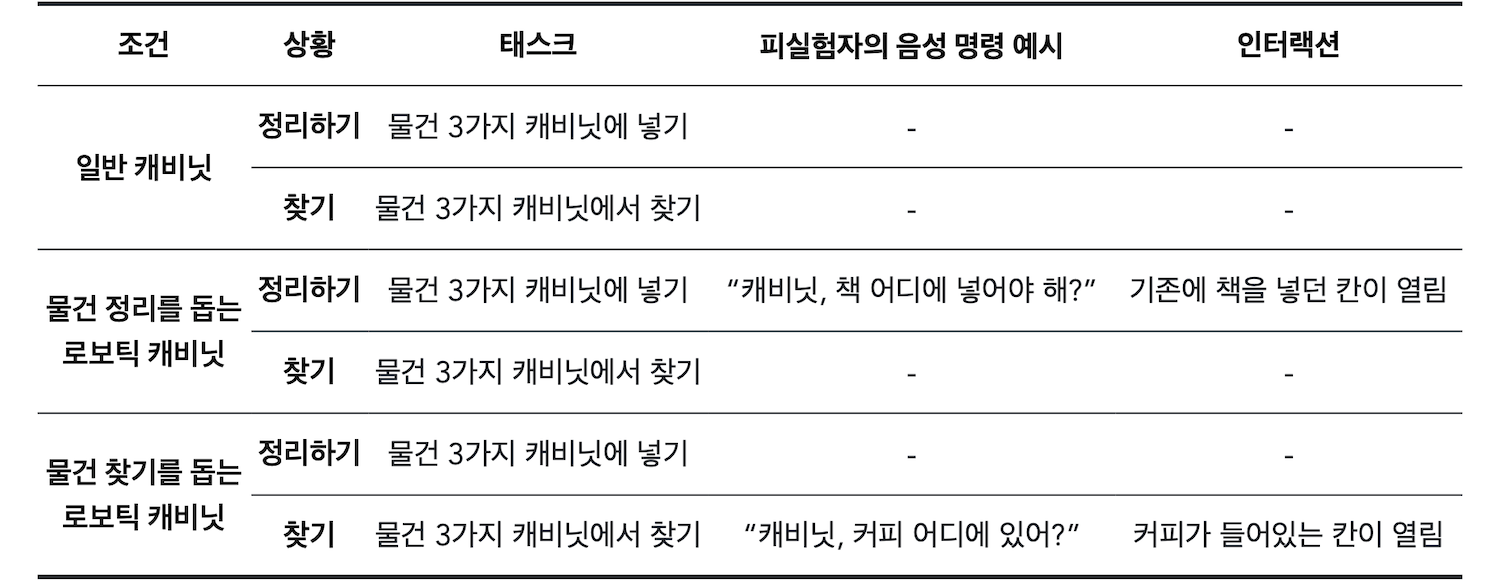 조건 상황 태스크 피실험자의 음성 명령 예시 인터랙션
일반 캐비닛
정리하기 물건 3가지 캐비닛에 넣기 - -
찾기 물건 3가지 캐비닛에서 찾기 - -
물건 정리를 돕는
로보틱 캐비닛
정리하기 물건 3가지 캐비닛에 넣기 “캐비닛, 책 어디에 넣어야 해?” 기존에 책을 넣던 칸이 열림
찾기 물건 3가지 캐비닛에서 찾기 - -
물건 찾기를 돕는
로보틱 캐비닛
정리하기 물건 3가지 캐비닛에 넣기 - -
찾기 물건 3가지 캐비닛에서 찾기 “캐비닛, 커피 어디에 있어?” 커피가 들어있는 칸이 열림